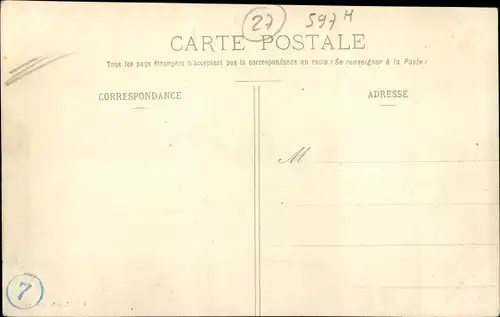 27 597 H
CARTE POSTALE
Tous les pays étrangers n'acceptent pas la correspondance au recto (Se renseigner à la Poste)
CORRESPONDANCE
ADRESSE
M
7